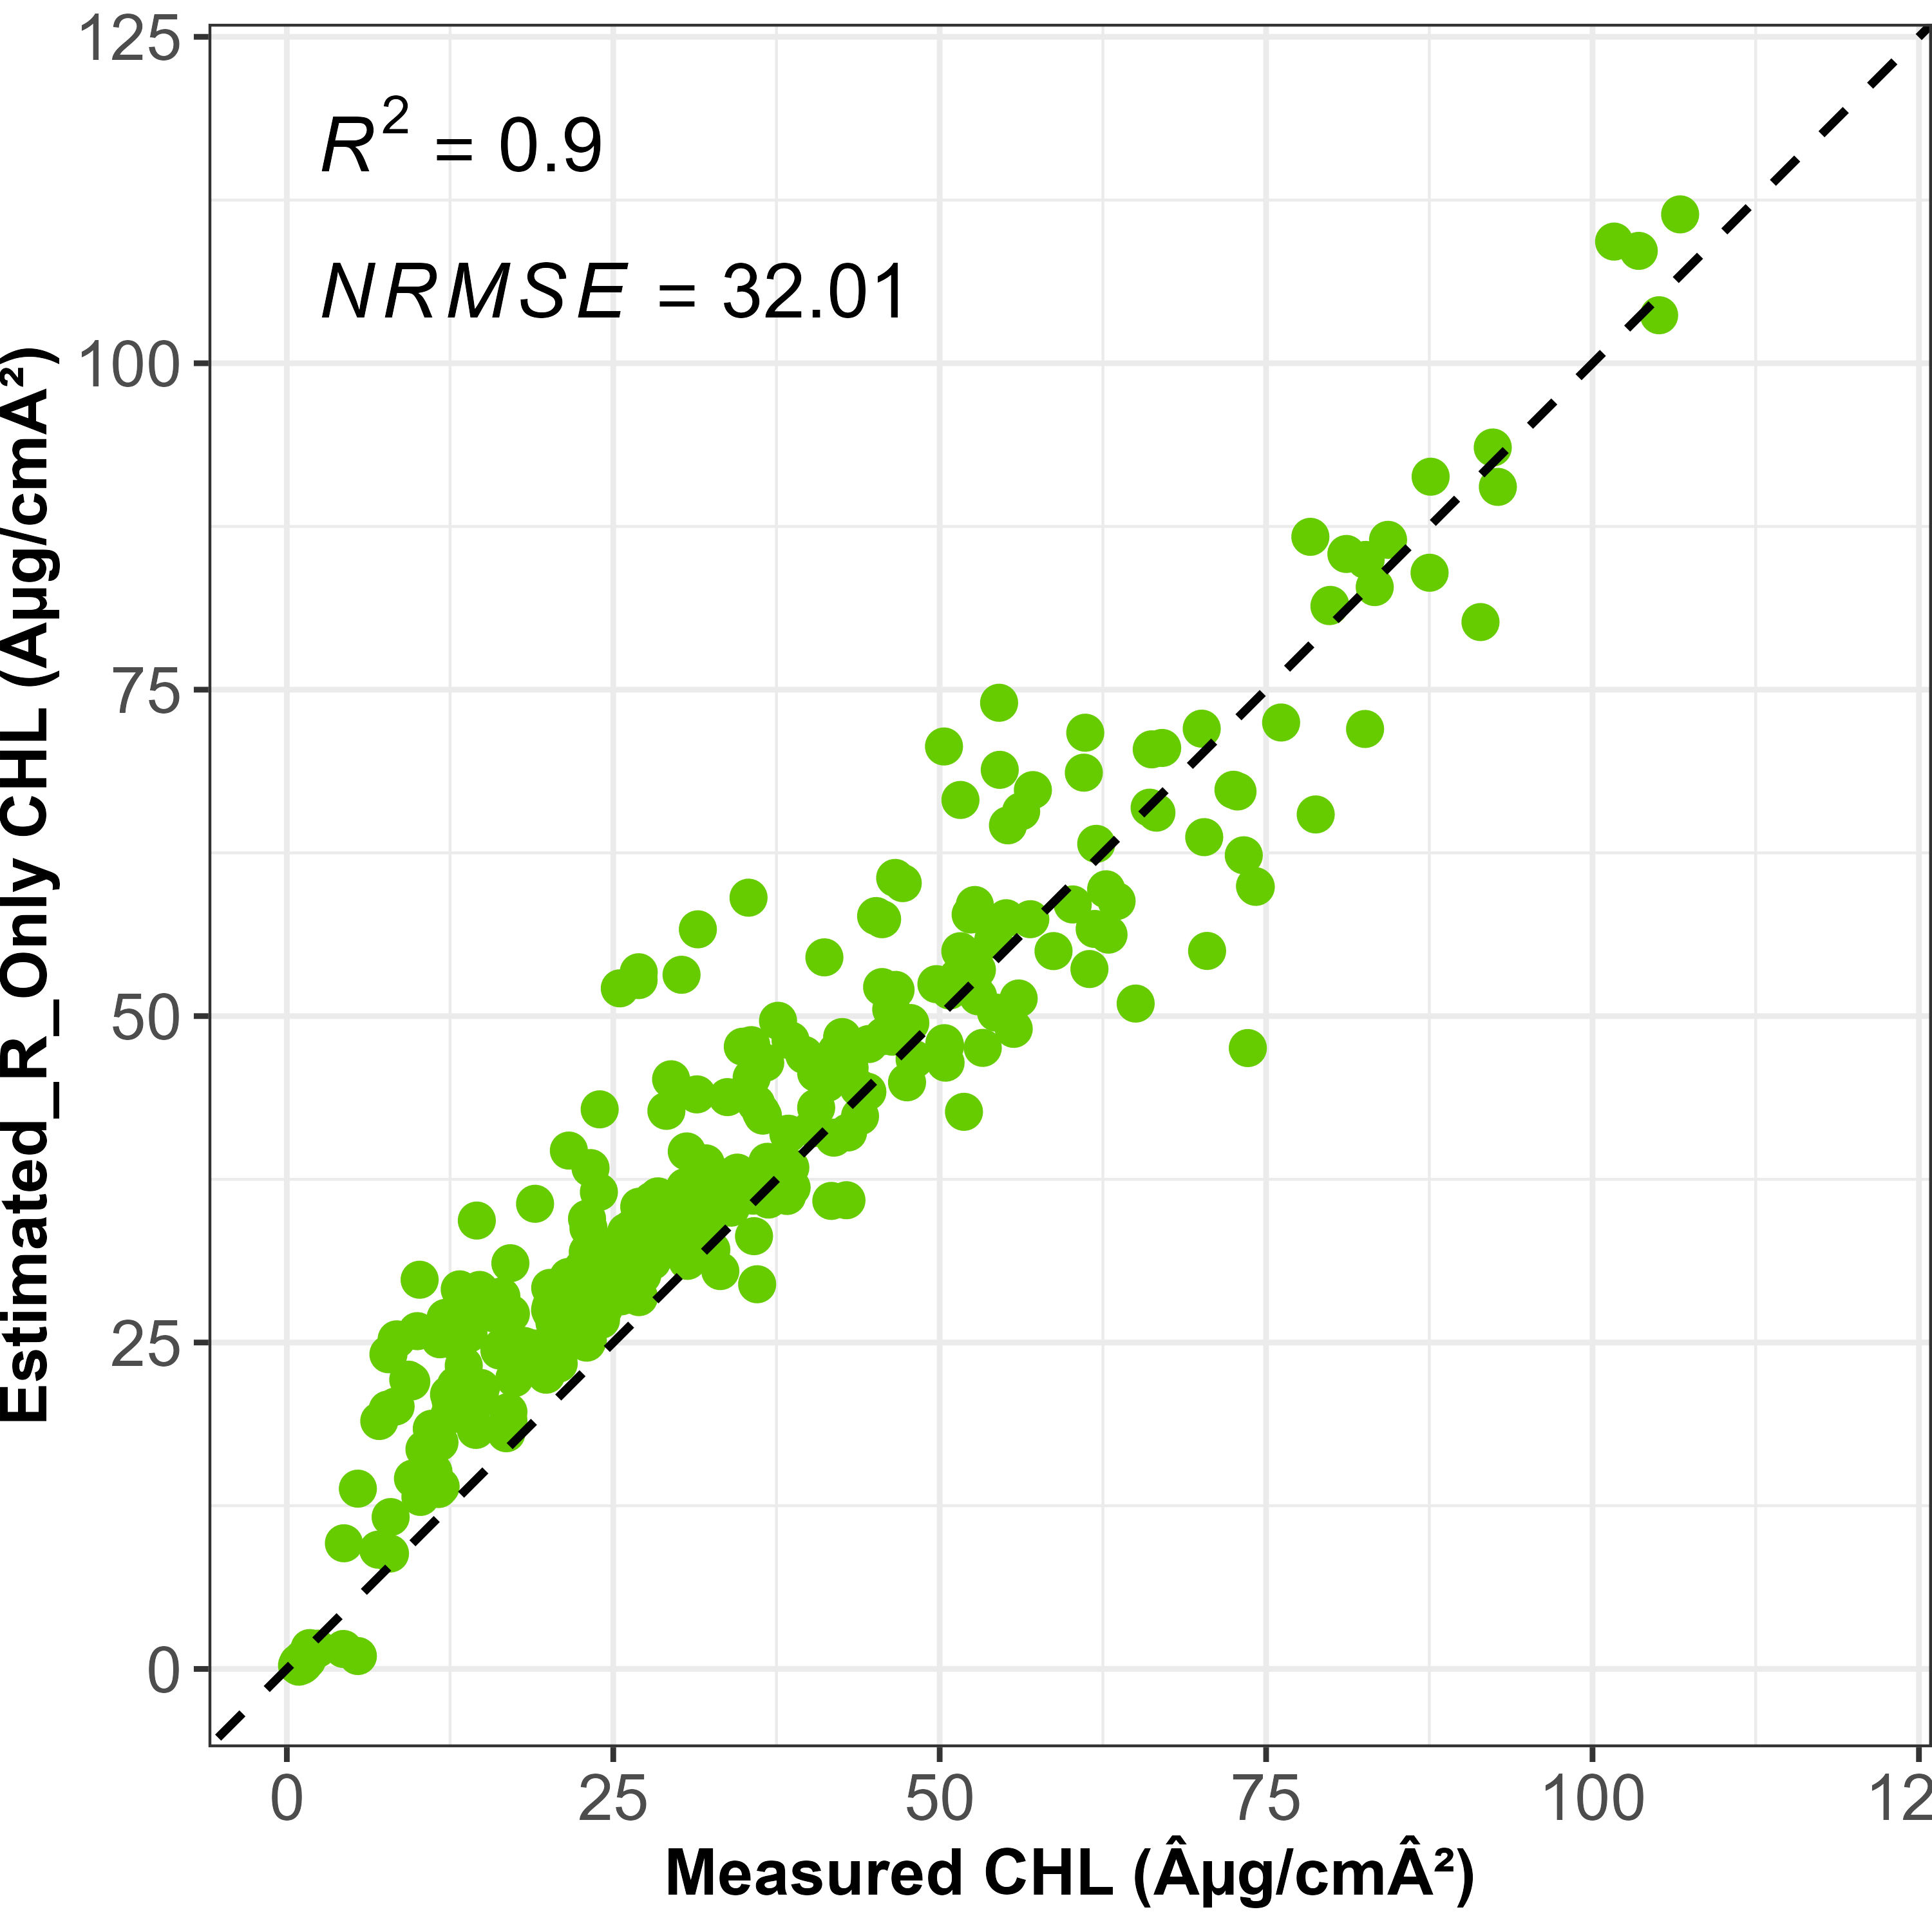 125
100
75
50
25
0
R² = 0.9
NRMSE = 32.01
Estimated_R_Only CHL (Âµg/cmÂ²)
0 25 50 75 100 12
Measured CHL (Âµg/cmÂ²)